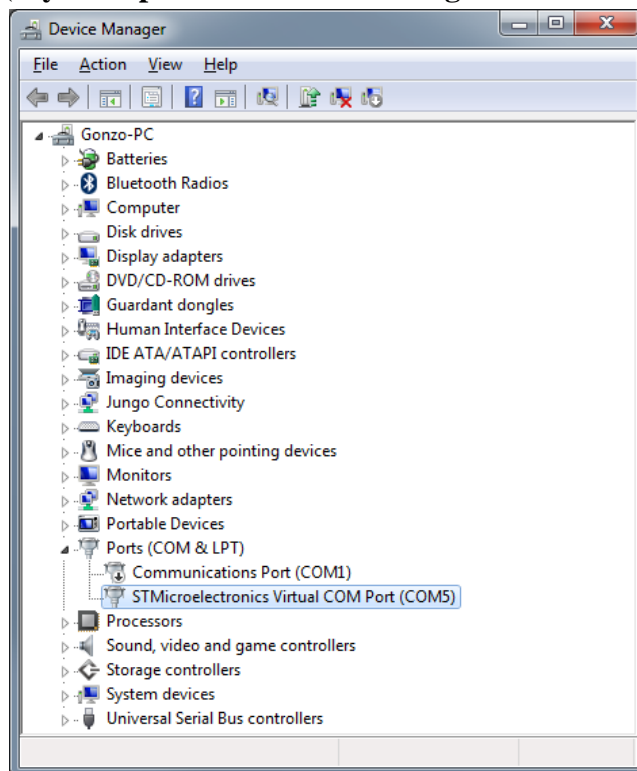 Device Manager
File Action View Help
Gonzo-PC
Batteries
Bluetooth Radios
Computer
Disk drives
Display adapters
DVD/CD-ROM drives
Guardant dongles
Human Interface Devices
IDE ATA/ATAPI controllers
Imaging devices
Jungo Connectivity
Keyboards
Mice and other pointing devices
Monitors
Network adapters
Portable Devices
Ports (COM & LPT)
Communications Port (COM1)
STMicroelectronics Virtual COM Port (COM5)
Processors
Sound, video and game controllers
Storage controllers
System devices
Universal Serial Bus controllers